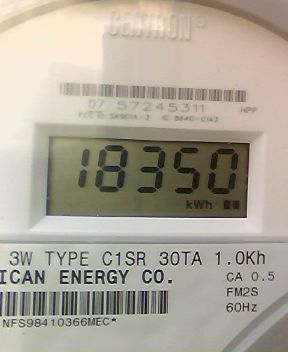 CENTRON®
07 57245311 HPP
18350
kWh
3W TYPE C1SR 30TA 1.0Kh
ICAN ENERGY CO. CA 0.5
FM2S
60Hz
NFS98410366MEC*